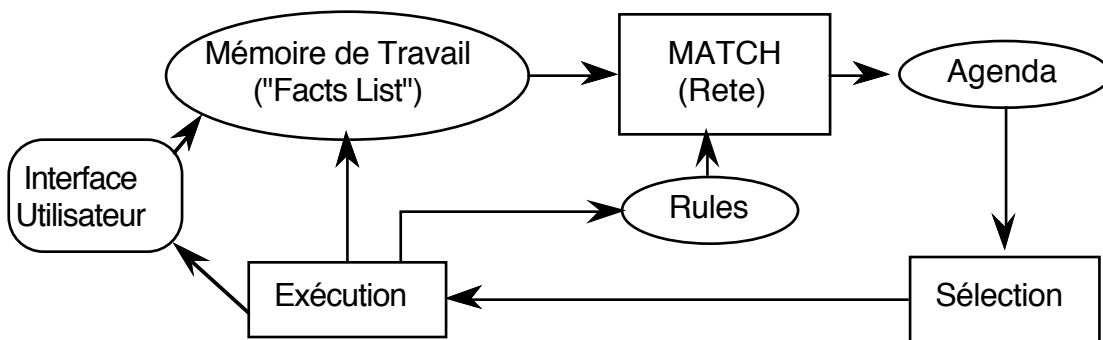 Mémoire de Travail
("Facts List")
MATCH
(Rete)
Agenda
Interface
Utilisateur
Rules
Exécution
Sélection